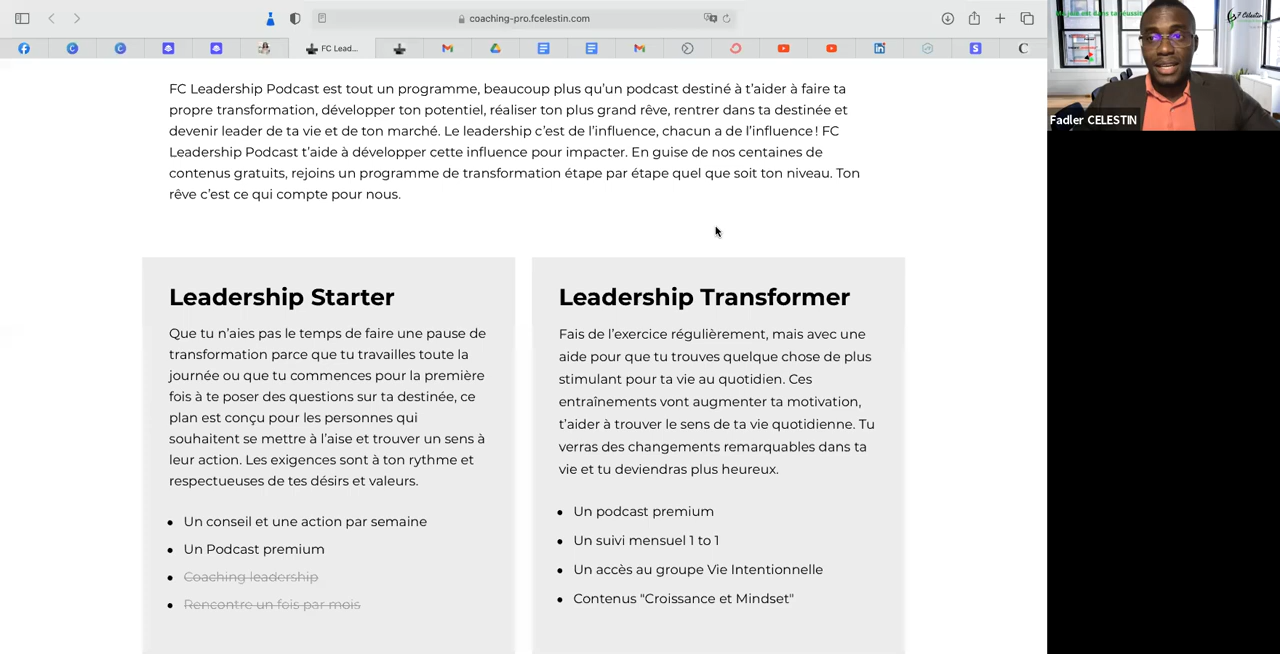 coaching-pro.fcelestin.com
FC Lead...
FC Leadership Podcast est tout un programme, beaucoup plus qu'un podcast destiné à t'aider à faire ta
propre transformation, développer ton potentiel, réaliser ton plus grand rêve, rentrer dans ta destinée et
devenir leader de ta vie et de ton marché. Le leadership c'est de l'influence, chacun a de l'influence ! FC
Leadership Podcast t'aide à développer cette influence pour impacter. En guise de nos centaines de
contenus gratuits, rejoins un programme de transformation étape par étape quel que soit ton niveau. Ton
rêve c'est ce qui compte pour nous.
Leadership Starter
Que tu n'aies pas le temps de faire une pause de
transformation parce que tu travailles toute la
journée ou que tu commences pour la première
fois à te poser des questions sur ta destinée, ce
plan est conçu pour les personnes qui
souhaitent se mettre à l'aise et trouver un sens à
leur action. Les exigences sont à ton rythme et
respectueuses de tes désirs et valeurs.
Un conseil et une action par semaine
Un Podcast premium
Coaching leadership
Rencontre un fois par mois
Leadership Transformer
Fais de l'exercice régulièrement, mais avec une
aide pour que tu trouves quelque chose de plus
stimulant pour ta vie au quotidien. Ces
entraînements vont augmenter ta motivation,
t'aider à trouver le sens de ta vie quotidienne. Tu
verras des changements remarquables dans ta
vie et tu deviendras plus heureux.
Un podcast premium
Un suivi mensuel 1 to 1
Un accès au groupe Vie Intentionnelle
Contenus "Croissance et Mindset"
Fadler CELESTIN